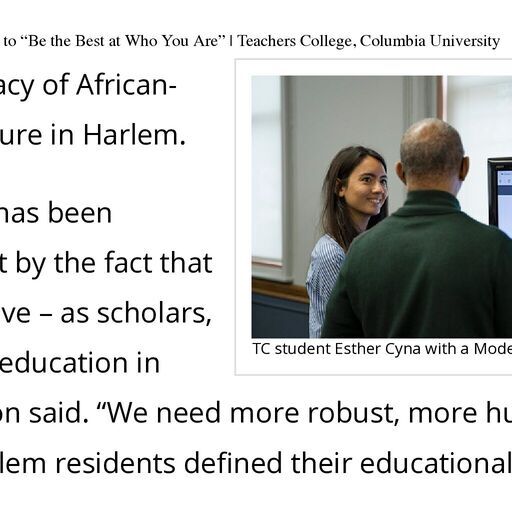 to “Be the Best at Who You Are” | Teachers College, Columbia University
acy of African-
ure in Harlem.
has been
t by the fact that
ve – as scholars,
education in
TC student Esther Cyna with a Mode
on said. “We need more robust, more hu
lem residents defined their educational